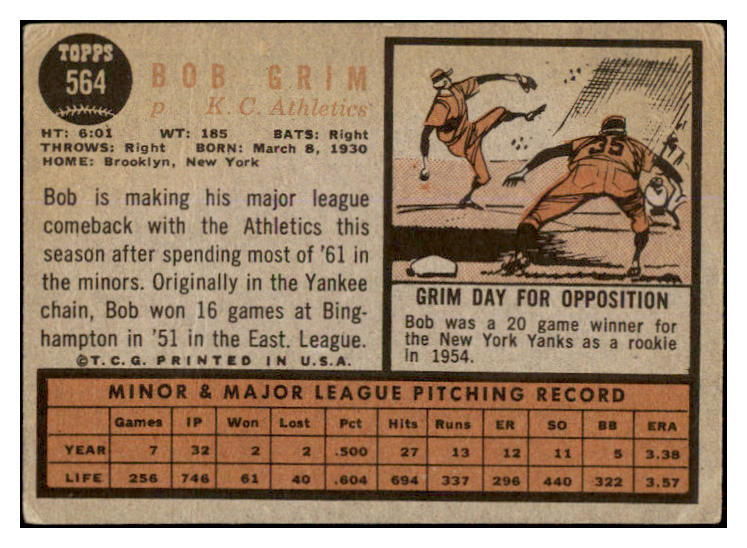 TOPPS
564
BOB GRIM
p K. C. Athletics
HT: 6:01 WT: 185 BATS: Right
THROWS: Right BORN: March 8, 1930
HOME: Brooklyn, New York
Bob is making his major league
comeback with the Athletics this
season after spending most of '61 in
the minors. Originally in the Yankee
chain, Bob won 16 games at Bing-
hampton in '51 in the East. League.
©T.C.G. PRINTED IN U.S.A.
35
GRIM DAY FOR OPPOSITION
Bob was a 20 game winner for
the New York Yanks as a rookie
in 1954.
MINOR & MAJOR LEAGUE PITCHING RECORD
Games IP Won Lost Pct Hits Runs ER SO BB ERA
YEAR 7 32 2 2 .500 27 13 12 11 5 3.38
LIFE 256 746 61 40 .604 694 337 296 440 322 3.57